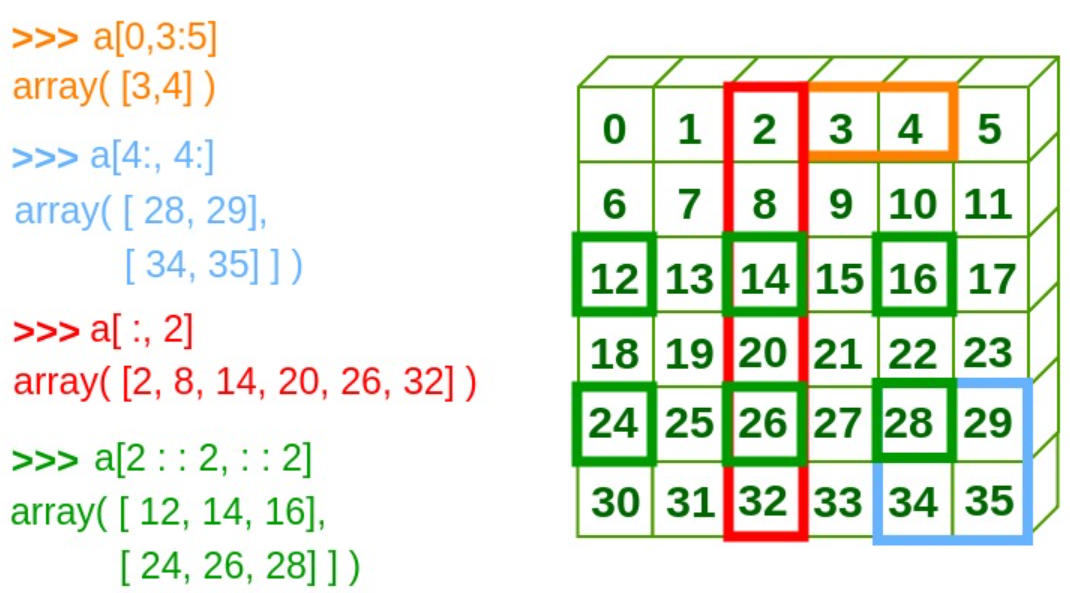 >>> a[0,3:5]
array( [3,4] )
>>> a[4:, 4:]
array( [ 28, 29],
[ 34, 35] ] )
>>> a[ :, 2]
array( [2, 8, 14, 20, 26, 32] )
>>> a[2 : : 2, : : 2]
array( [ 12, 14, 16],
[ 24, 26, 28] ] )
0 1 2 3 4 5
6 7 8 9 10 11
12 13 14 15 16 17
18 19 20 21 22 23
24 25 26 27 28 29
30 31 32 33 34 35